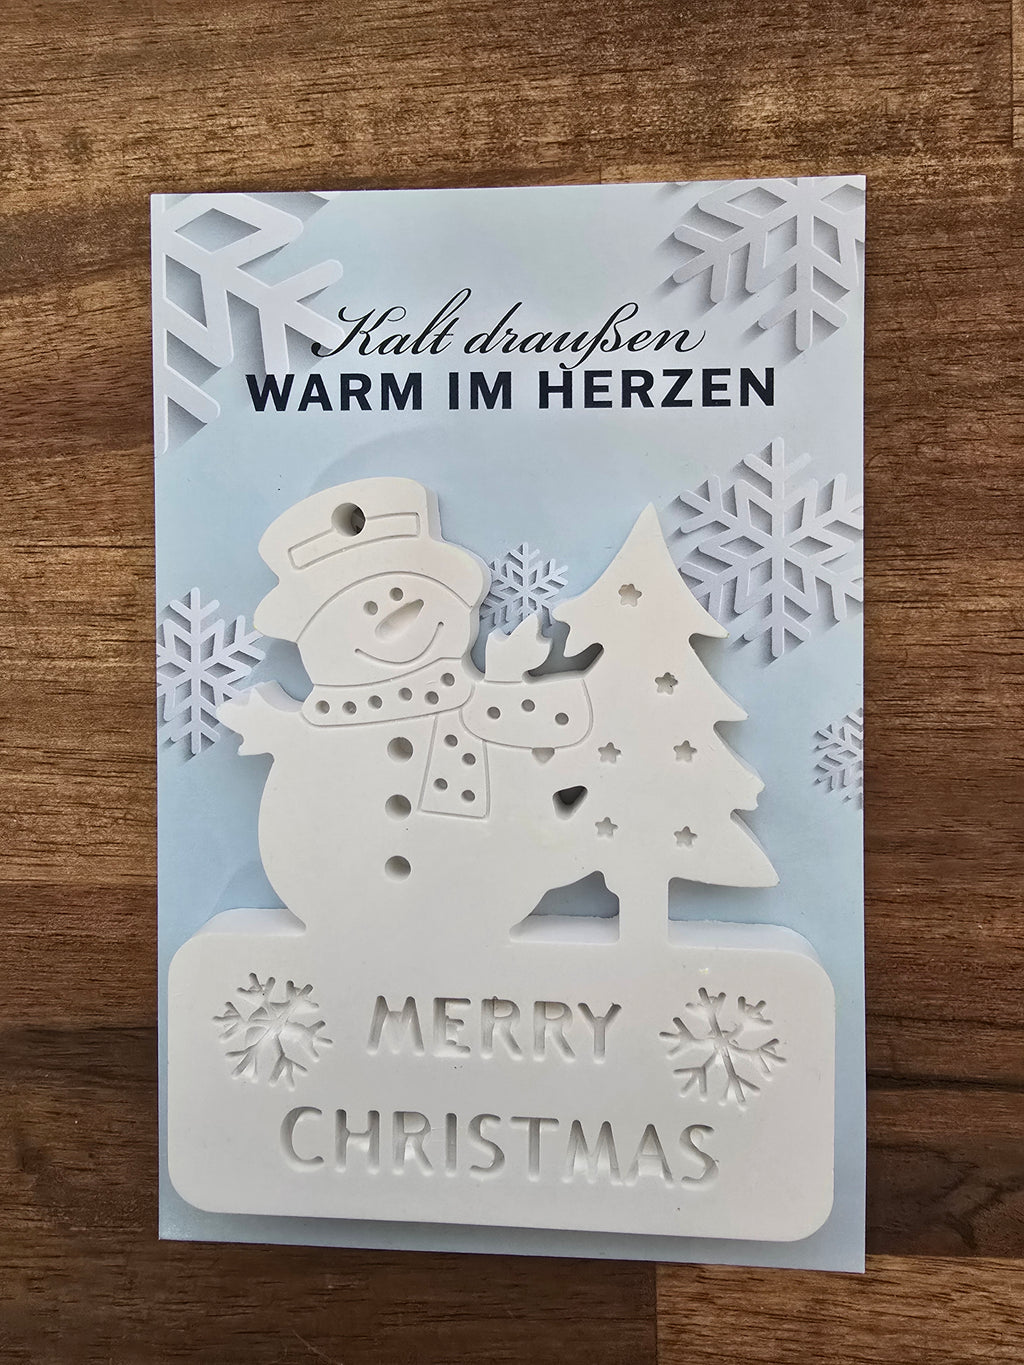 Kalt draußen
WARM IM HERZEN
MERRY
CHRISTMAS